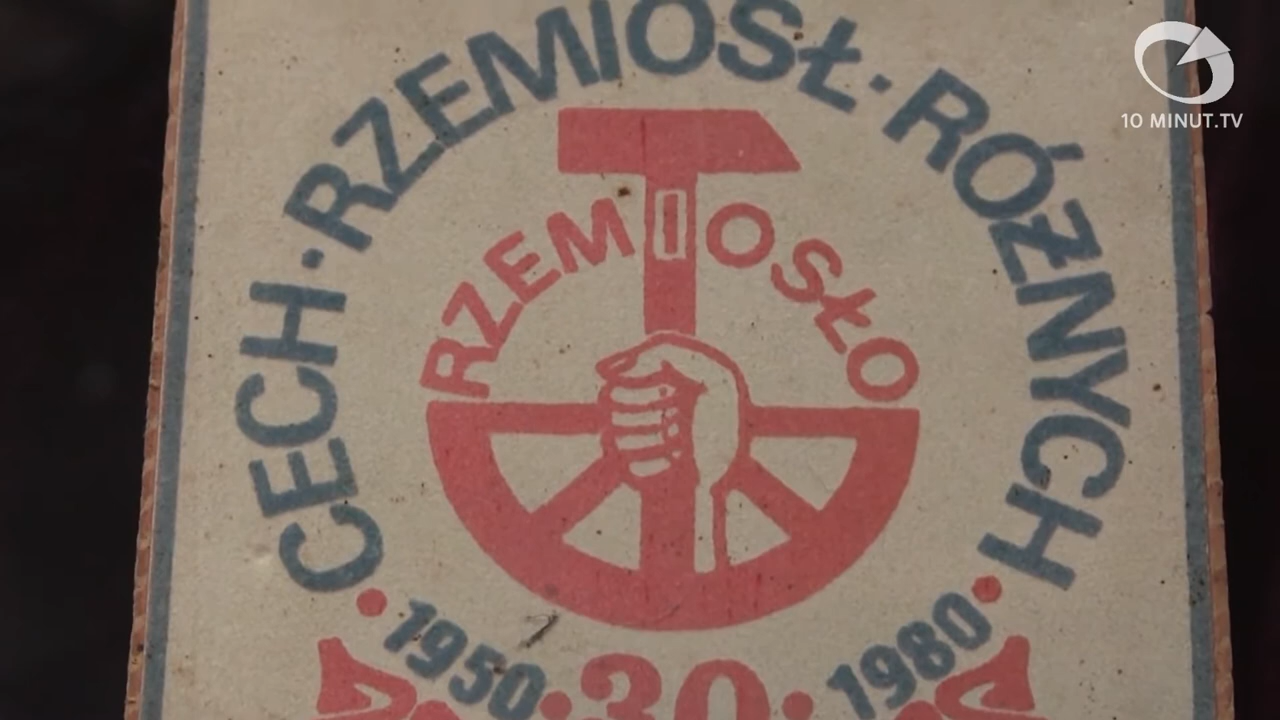 10 MINUT.TV
CECH · RZEMIOSŁ · RÓŻNYCH
RZEMIOSŁO
· 1950 · 30 · 1980 ·